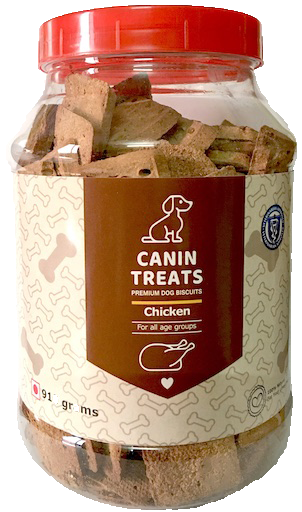 CANIN
TREATS
PREMIUM DOG BISCUITS
Chicken
For all age groups
grams